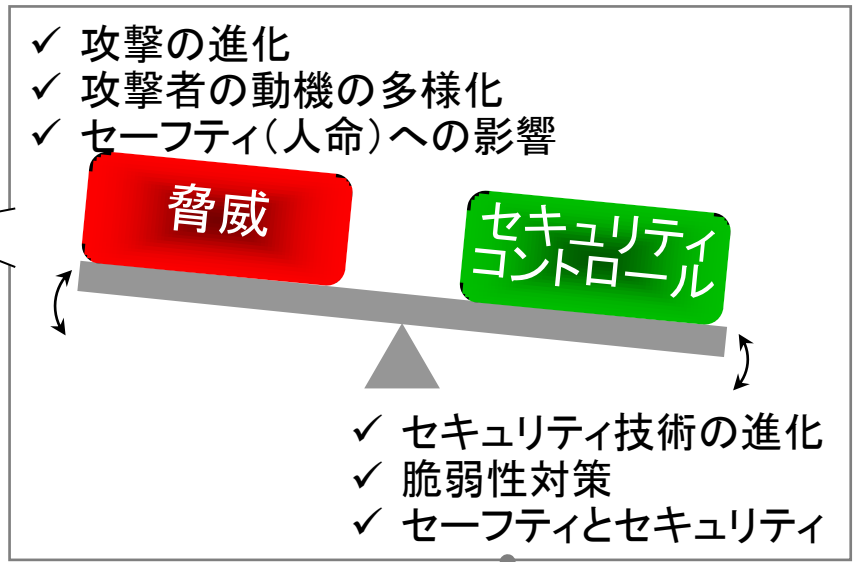 ✓ 攻撃の進化
✓ 攻撃者の動機の多様化
✓ セーフティ(人命)への影響
脅威
セキュリティ
コントロール
✓ セキュリティ技術の進化
✓ 脆弱性対策
✓ セーフティとセキュリティ